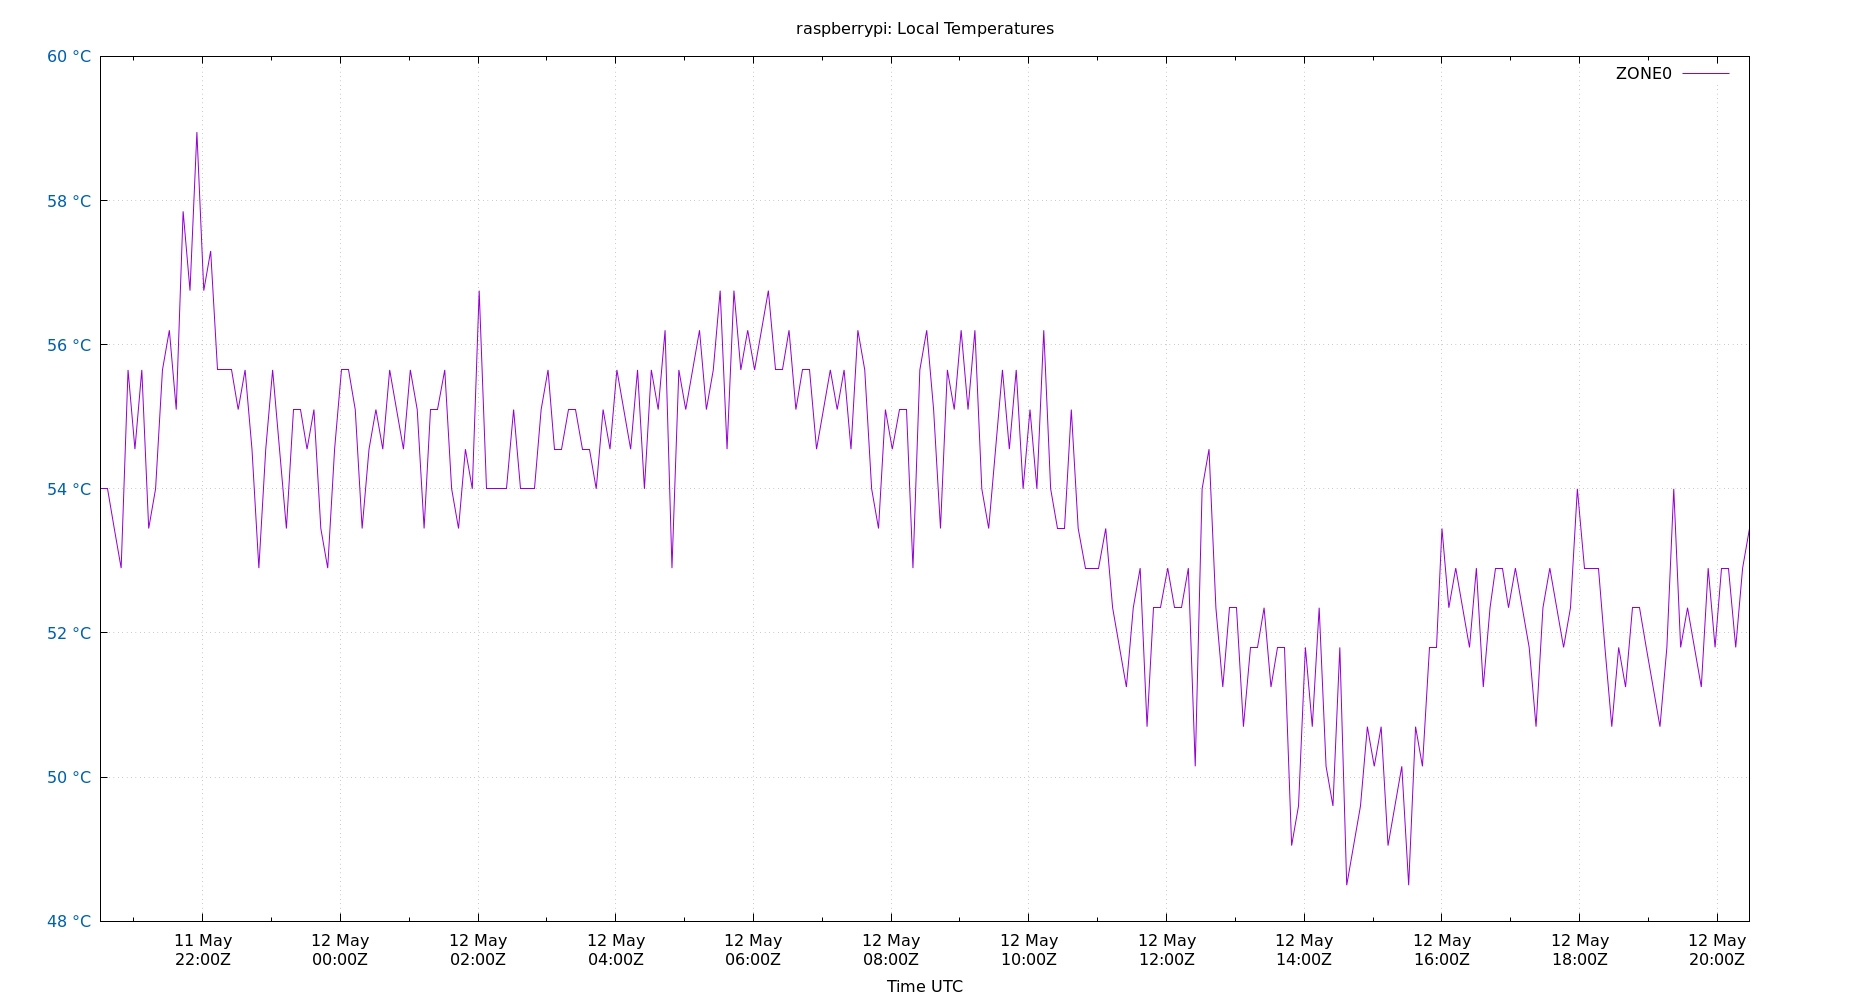 raspberrypi: Local Temperatures
60 °C
ZONE0
58 °C
56 °C
54 °C
52 °C
50 °C
48 °C
11 May 12 May 12 May 12 May 12 May 12 May 12 May 12 May 12 May 12 May 12 May 12 May
22:00Z 00:00Z 02:00Z 04:00Z 06:00Z 08:00Z 10:00Z 12:00Z 14:00Z 16:00Z 18:00Z 20:00Z
Time UTC